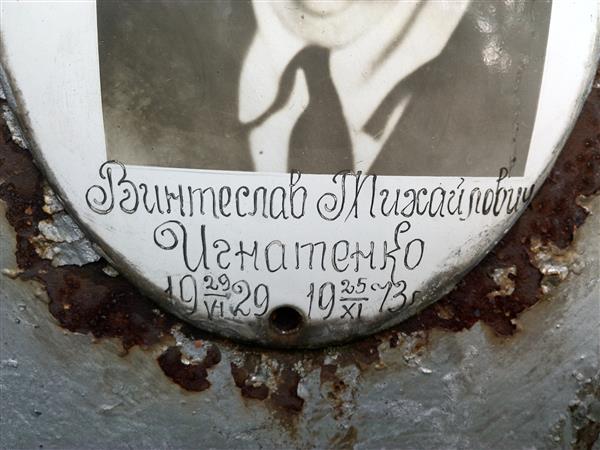 Винтеслав Михайлович
Игнатенко
19 29/VI 29 19 25/XI 73г